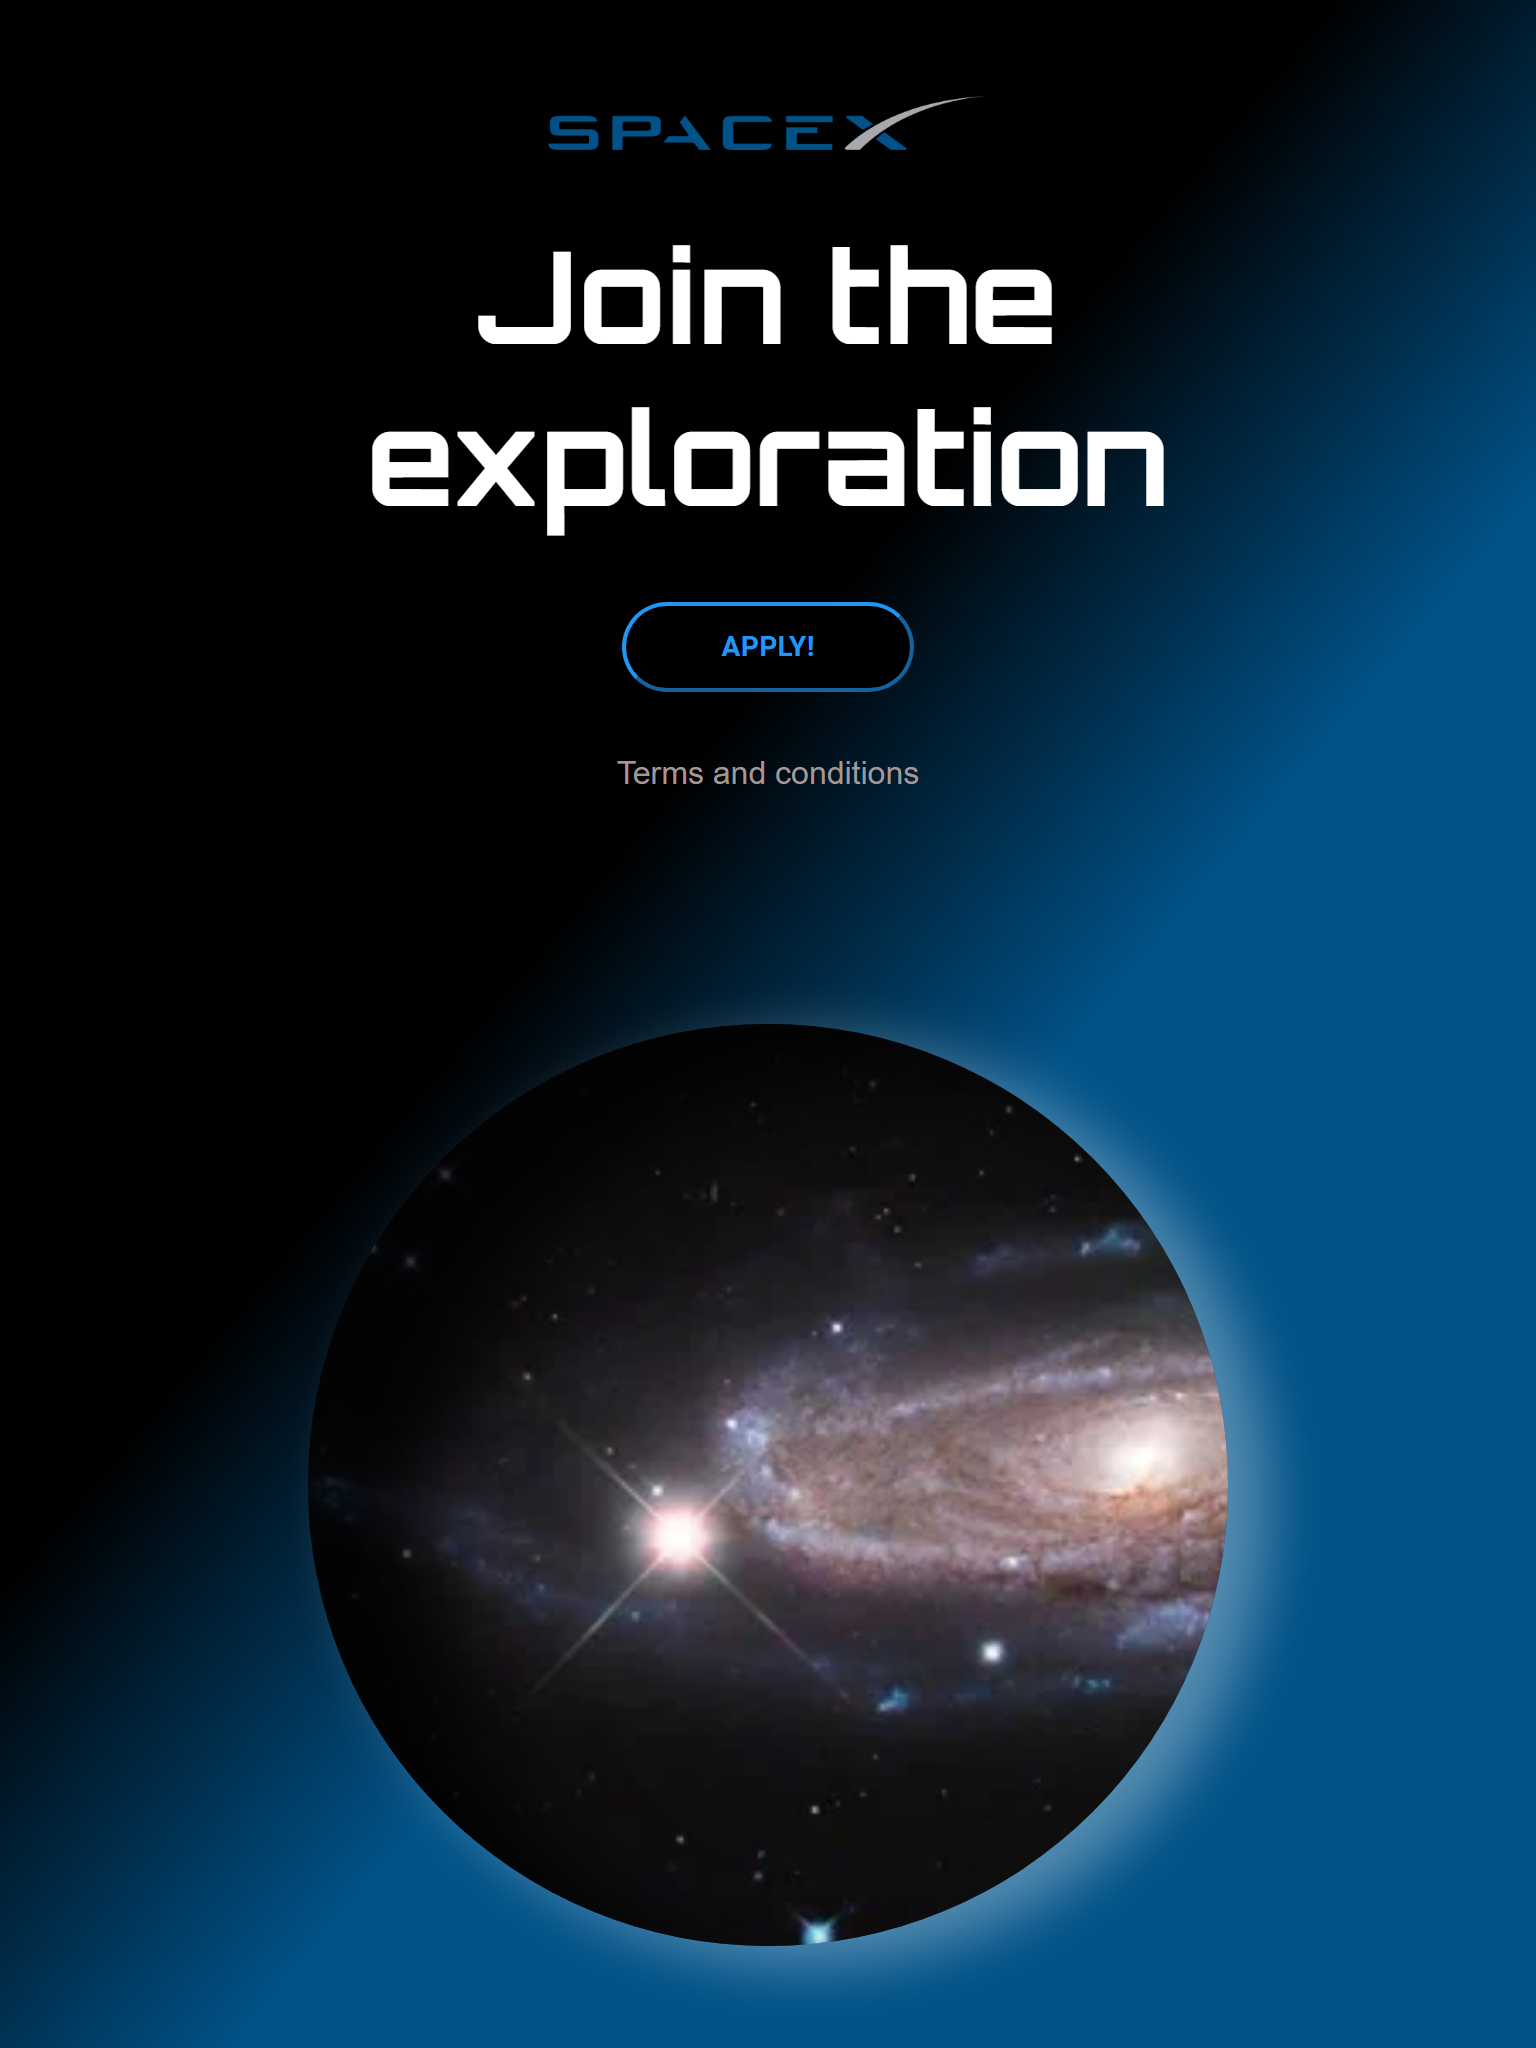 SPACEX
Join the
exploration
APPLY!
Terms and conditions